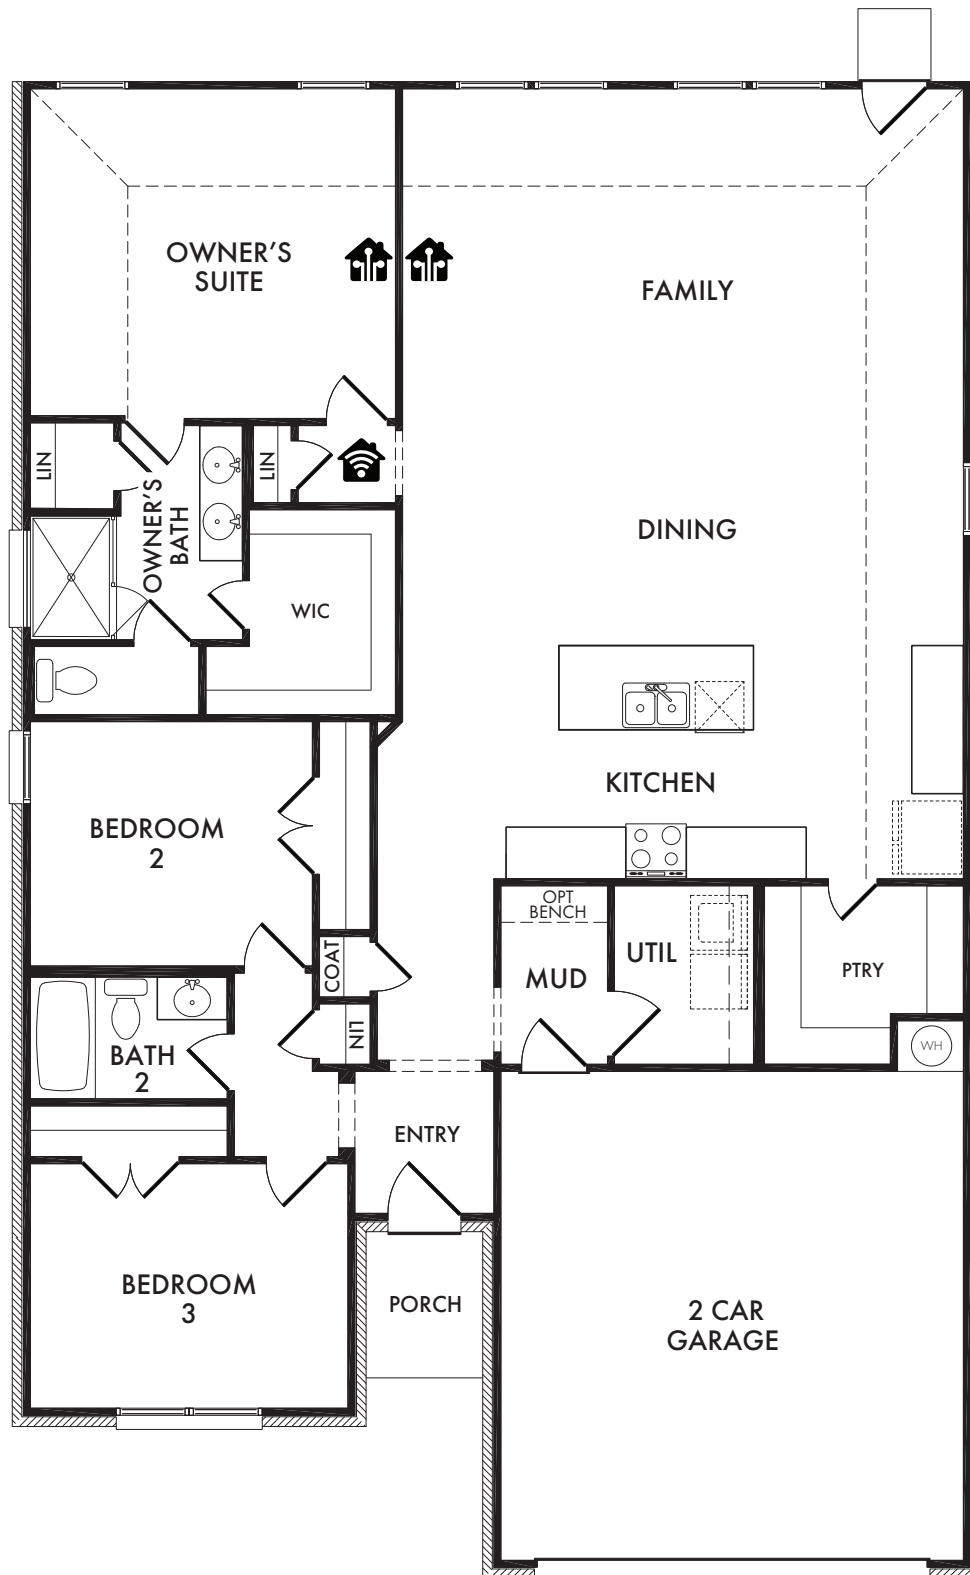 OWNER'S
SUITE
FAMILY
LIN
LIN
OWNER'S
BATH
DINING
WIC
KITCHEN
BEDROOM
2
OPT
BENCH
UTIL
COAT
MUD
PTRY
LIN
WH
BATH
2
ENTRY
BEDROOM
3
PORCH
2 CAR
GARAGE